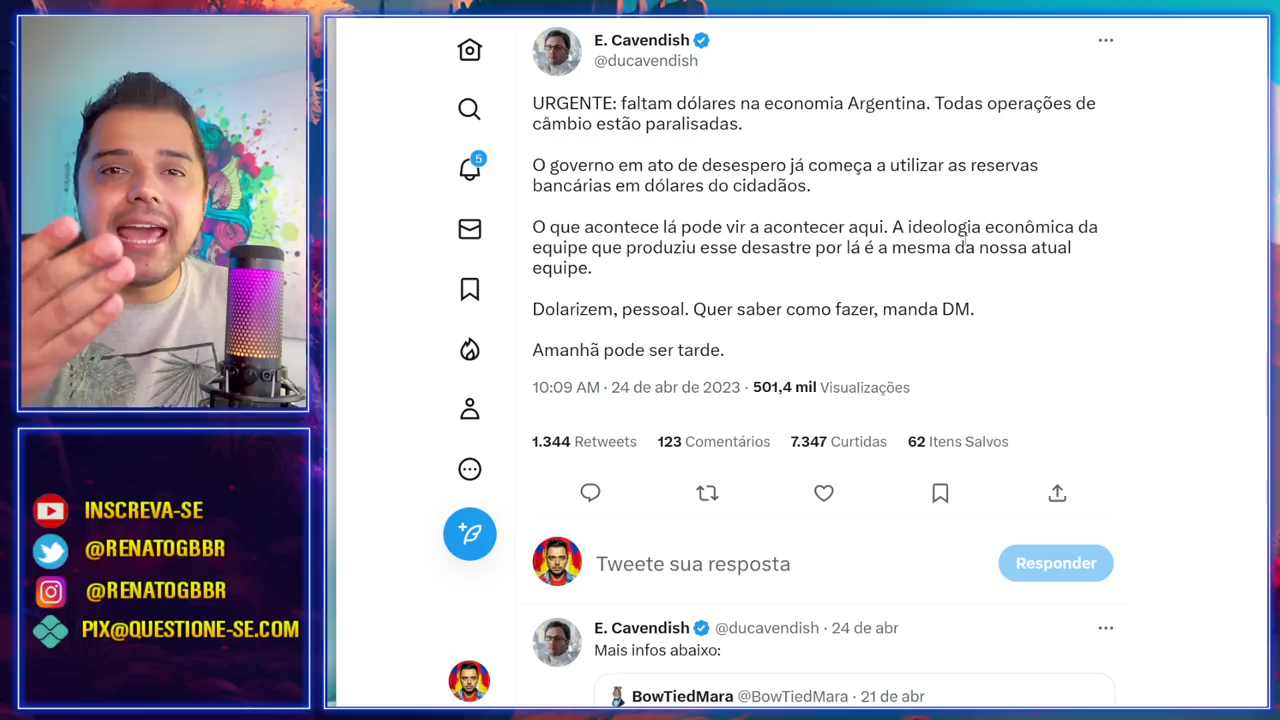 E. Cavendish
@ducavendish
URGENTE: faltam dólares na economia Argentina. Todas operações de
câmbio estão paralisadas.
O governo em ato de desespero já começa a utilizar as reservas
bancárias em dólares do cidadãos.
O que acontece lá pode vir a acontecer aqui. A ideologia econômica da
equipe que produziu esse desastre por lá é a mesma da nossa atual
equipe.
Dolarizem, pessoal. Quer saber como fazer, manda DM.
Amanhã pode ser tarde.
10:09 AM · 24 de abr de 2023 · 501,4 mil Visualizações
1.344 Retweets 123 Comentários 7.347 Curtidas 62 Itens Salvos
Tweete sua resposta
Responder
E. Cavendish @ducavendish · 24 de abr
Mais infos abaixo:
BowTiedMara @BowTiedMara · 21 de abr
5
INSCREVA-SE
@RENATOGBBR
@RENATOGBBR
PIX@QUESTIONE-SE.COM